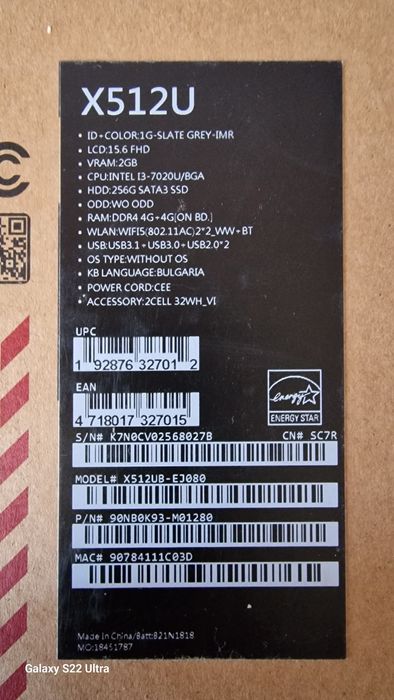 X512U
• ID+COLOR:1G-SLATE GREY-IMR
• LCD:15.6 FHD
• VRAM:2GB
• CPU:INTEL I3-7020U/BGA
• HDD:256G SATA3 SSD
• ODD:WO ODD
• RAM:DDR4 4G+4G[ON BD.]
• WLAN:WIFI5(802.11AC)2*2_WW+BT
• USB:USB3.1+USB3.0+USB2.0*2
• OS TYPE:WITHOUT OS
• KB LANGUAGE:BULGARIA
• POWER CORD:CEE
• ACCESSORY:2CELL 32WH_VI
UPC
1 92876 32701 2
EAN
4 718017 327015
energy
ENERGY STAR
S/N# K7N0CV02568027B CN# SC7R
MODEL# X512UB-EJ080
P/N# 90NB0K93-M01280
MAC# 90784111C03D
Made In China/Batt:B21N1818
MO:18451787
Galaxy S22 Ultra